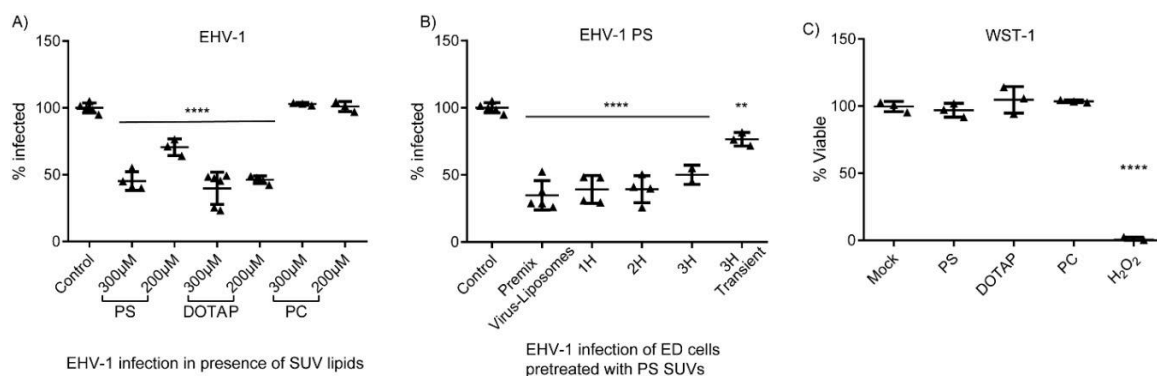 A)
EHV-1
% infected
150
100
50
0
****
Control
300µM
200µM
300µM
200µM
300µM
200µM
PS
DOTAP
PC
EHV-1 infection in presence of SUV lipids
B)
EHV-1 PS
% infected
150
100
50
0
****
**
Control
Premix
Virus-Liposomes
1H
2H
3H
3H
Transient
EHV-1 infection of ED cells
pretreated with PS SUVs
C)
WST-1
% Viable
150
100
50
0
****
Mock
PS
DOTAP
PC
H₂O₂